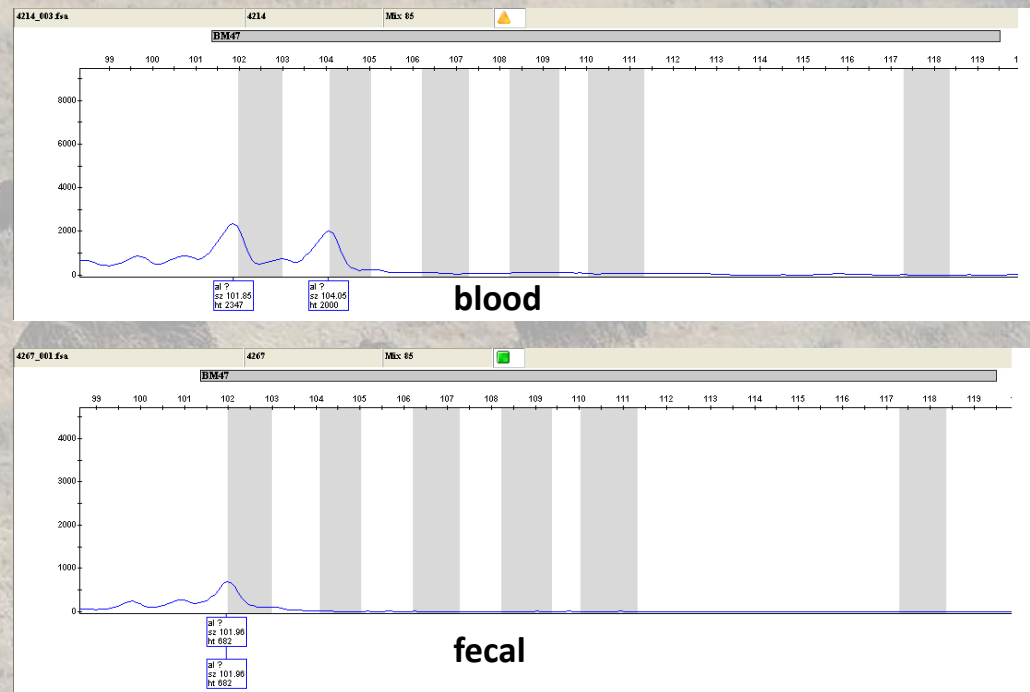 4214_003.fsa 4214 Mix 85
BM47
99 100 101 102 103 104 105 106 107 108 109 110 111 112 113 114 115 116 117 118 119 1
8000
6000
4000
2000
0
al ? al ?
sz 101.85 sz 104.05
ht 2347 ht 2000
blood
4267_001.fsa 4267 Mix 85
BM47
99 100 101 102 103 104 105 106 107 108 109 110 111 112 113 114 115 116 117 118 119
4000
3000
2000
1000
0
al ?
sz 101.96
ht 682
al ?
sz 101.96
ht 682
fecal